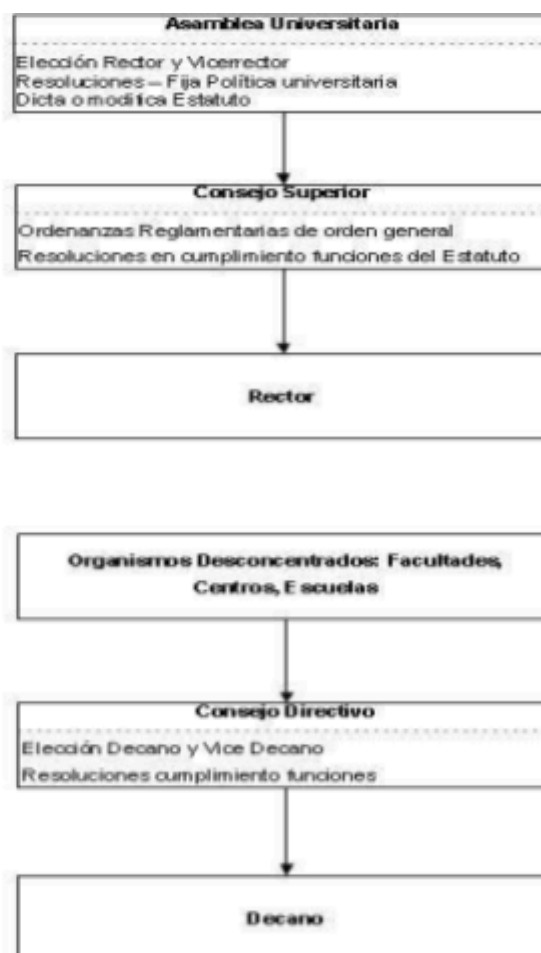 Asamblea Universitaria
Elección Rector y Vicerrector
Resoluciones – Fija Política universitaria
Dicta o modifica Estatuto
Consejo Superior
Ordenanzas Reglamentarias de orden general
Resoluciones en cumplimiento funciones del Estatuto
Rector
Organismos Desconcentrados: Facultades,
Centros, Escuelas
Consejo Directivo
Elección Decano y Vice Decano
Resoluciones cumplimiento funciones
Decano